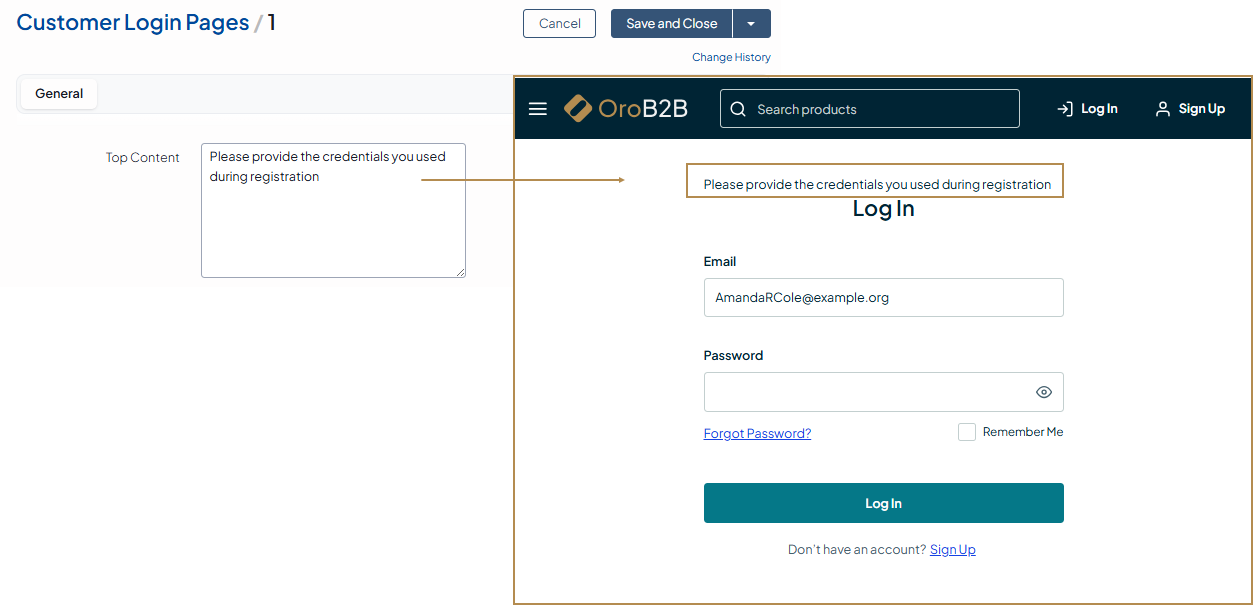 Customer Login Pages / 1
Cancel
Save and Close
Change History
General
Top Content
Please provide the credentials you used
during registration
OroB2B
Search products
Log In
Sign Up
Please provide the credentials you used during registration
Log In
Email
AmandaRCole@example.org
Password
Forgot Password?
Remember Me
Log In
Don't have an account? Sign Up